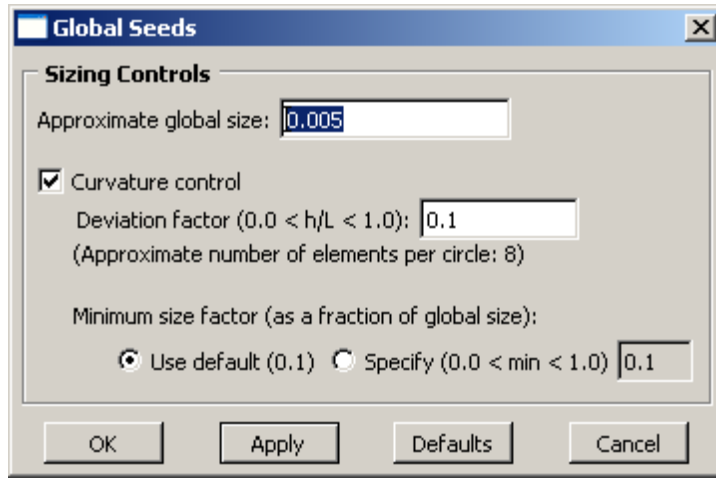 Global Seeds
Sizing Controls
Approximate global size: 0.005
Curvature control
Deviation factor (0.0 < h/L < 1.0): 0.1
(Approximate number of elements per circle: 8)
Minimum size factor (as a fraction of global size):
Use default (0.1) Specify (0.0 < min < 1.0) 0.1
OK Apply Defaults Cancel